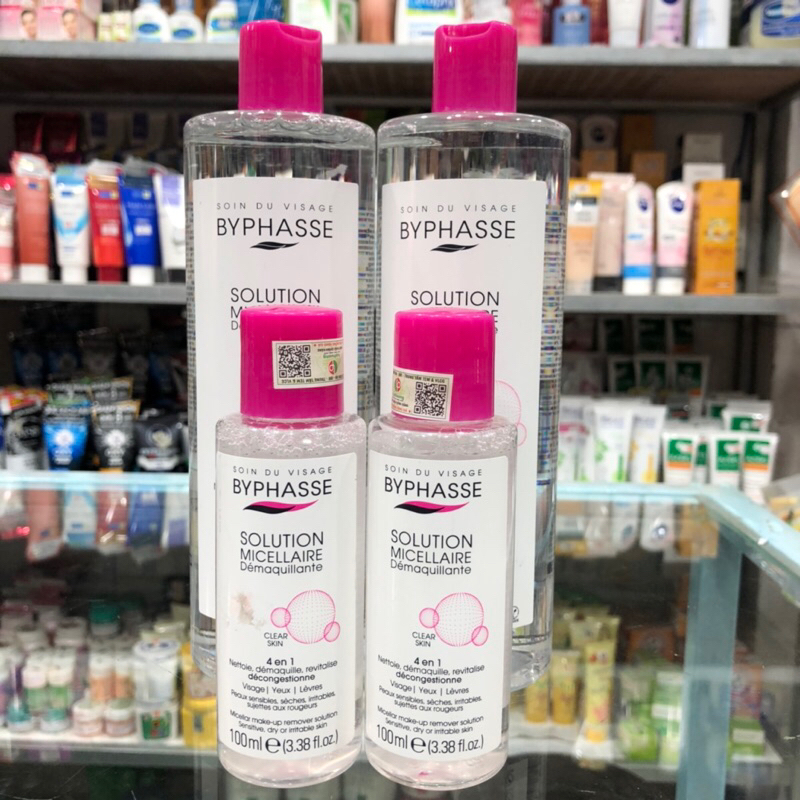 SOIN DU VISAGE
BYPHASSE
SOLUTION
SOIN DU VISAGE
BYPHASSE
SOLUTION
SOIN DU VISAGE
BYPHASSE
SOLUTION
MICELLAIRE
Démaquillante
CLEAR
SKIN
4 en 1
Nettoie, démaquille, revitalise
décongestionne
Visage | Yeux | Lèvres
Peaux sensibles, sèches, irritables,
sujettes aux rougeurs
Micellar make-up remover solution
Sensitive, dry or irritable skin
100ml e (3.38 fl.oz.)
SOIN DU VISAGE
BYPHASSE
SOLUTION
MICELLAIRE
Démaquillante
CLEAR
SKIN
4 en 1
Nettoie, démaquille, revitalise
décongestionne
Visage | Yeux | Lèvres
Peaux sensibles, sèches, irritables,
sujettes aux rougeurs
Micellar make-up remover solution
Sensitive, dry or irritable skin
100ml e (3.38 fl.oz.)